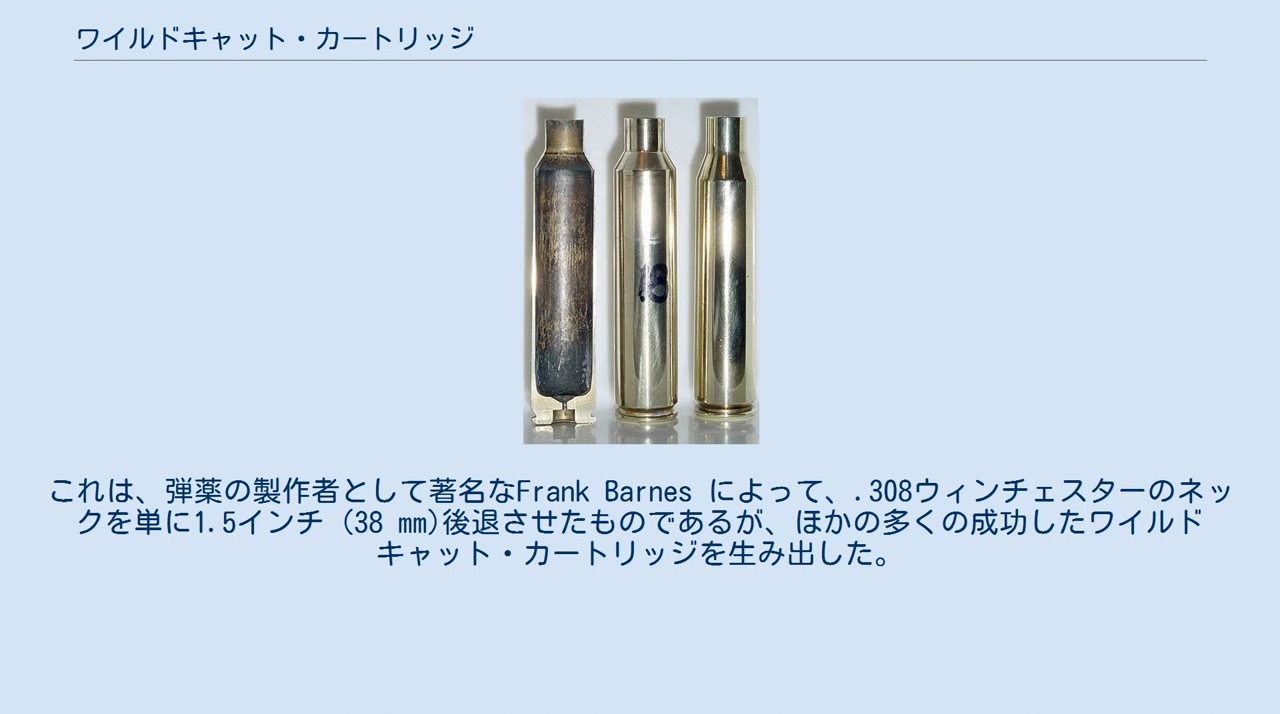 ワイルドキャット・カートリッジ
18
これは、弾薬の製作者として著名なFrank Barnes によって、.308ウィンチェスターのネッ
クを単に1.5インチ (38 mm)後退させたものであるが、ほかの多くの成功したワイルド
キャット・カートリッジを生み出した。